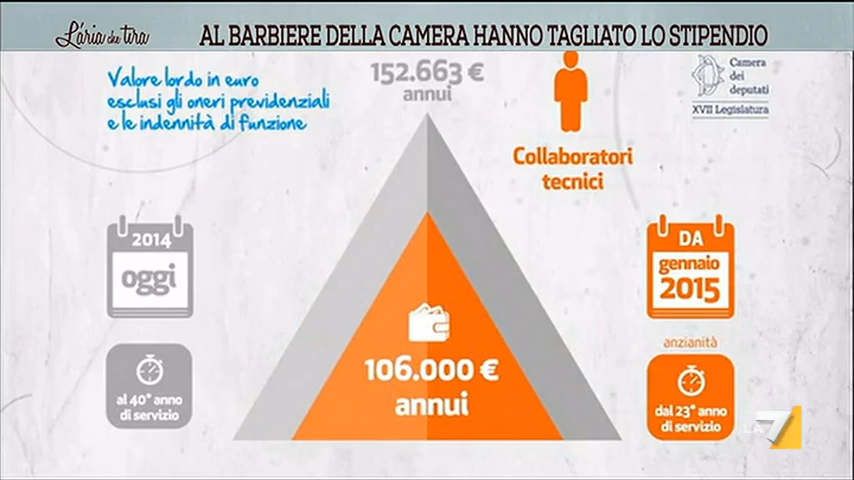 L'aria che tira
AL BARBIERE DELLA CAMERA HANNO TAGLIATO LO STIPENDIO
Valore lordo in euro
esclusi gli oneri previdenziali
e le indennità di funzione
152.663 €
annui
Camera
dei
deputati
XVII Legislatura
Collaboratori
tecnici
2014
oggi
DA
gennaio
2015
anzianità
106.000 €
annui
al 40° anno
di servizio
dal 23° anno
di servizio
LA 7